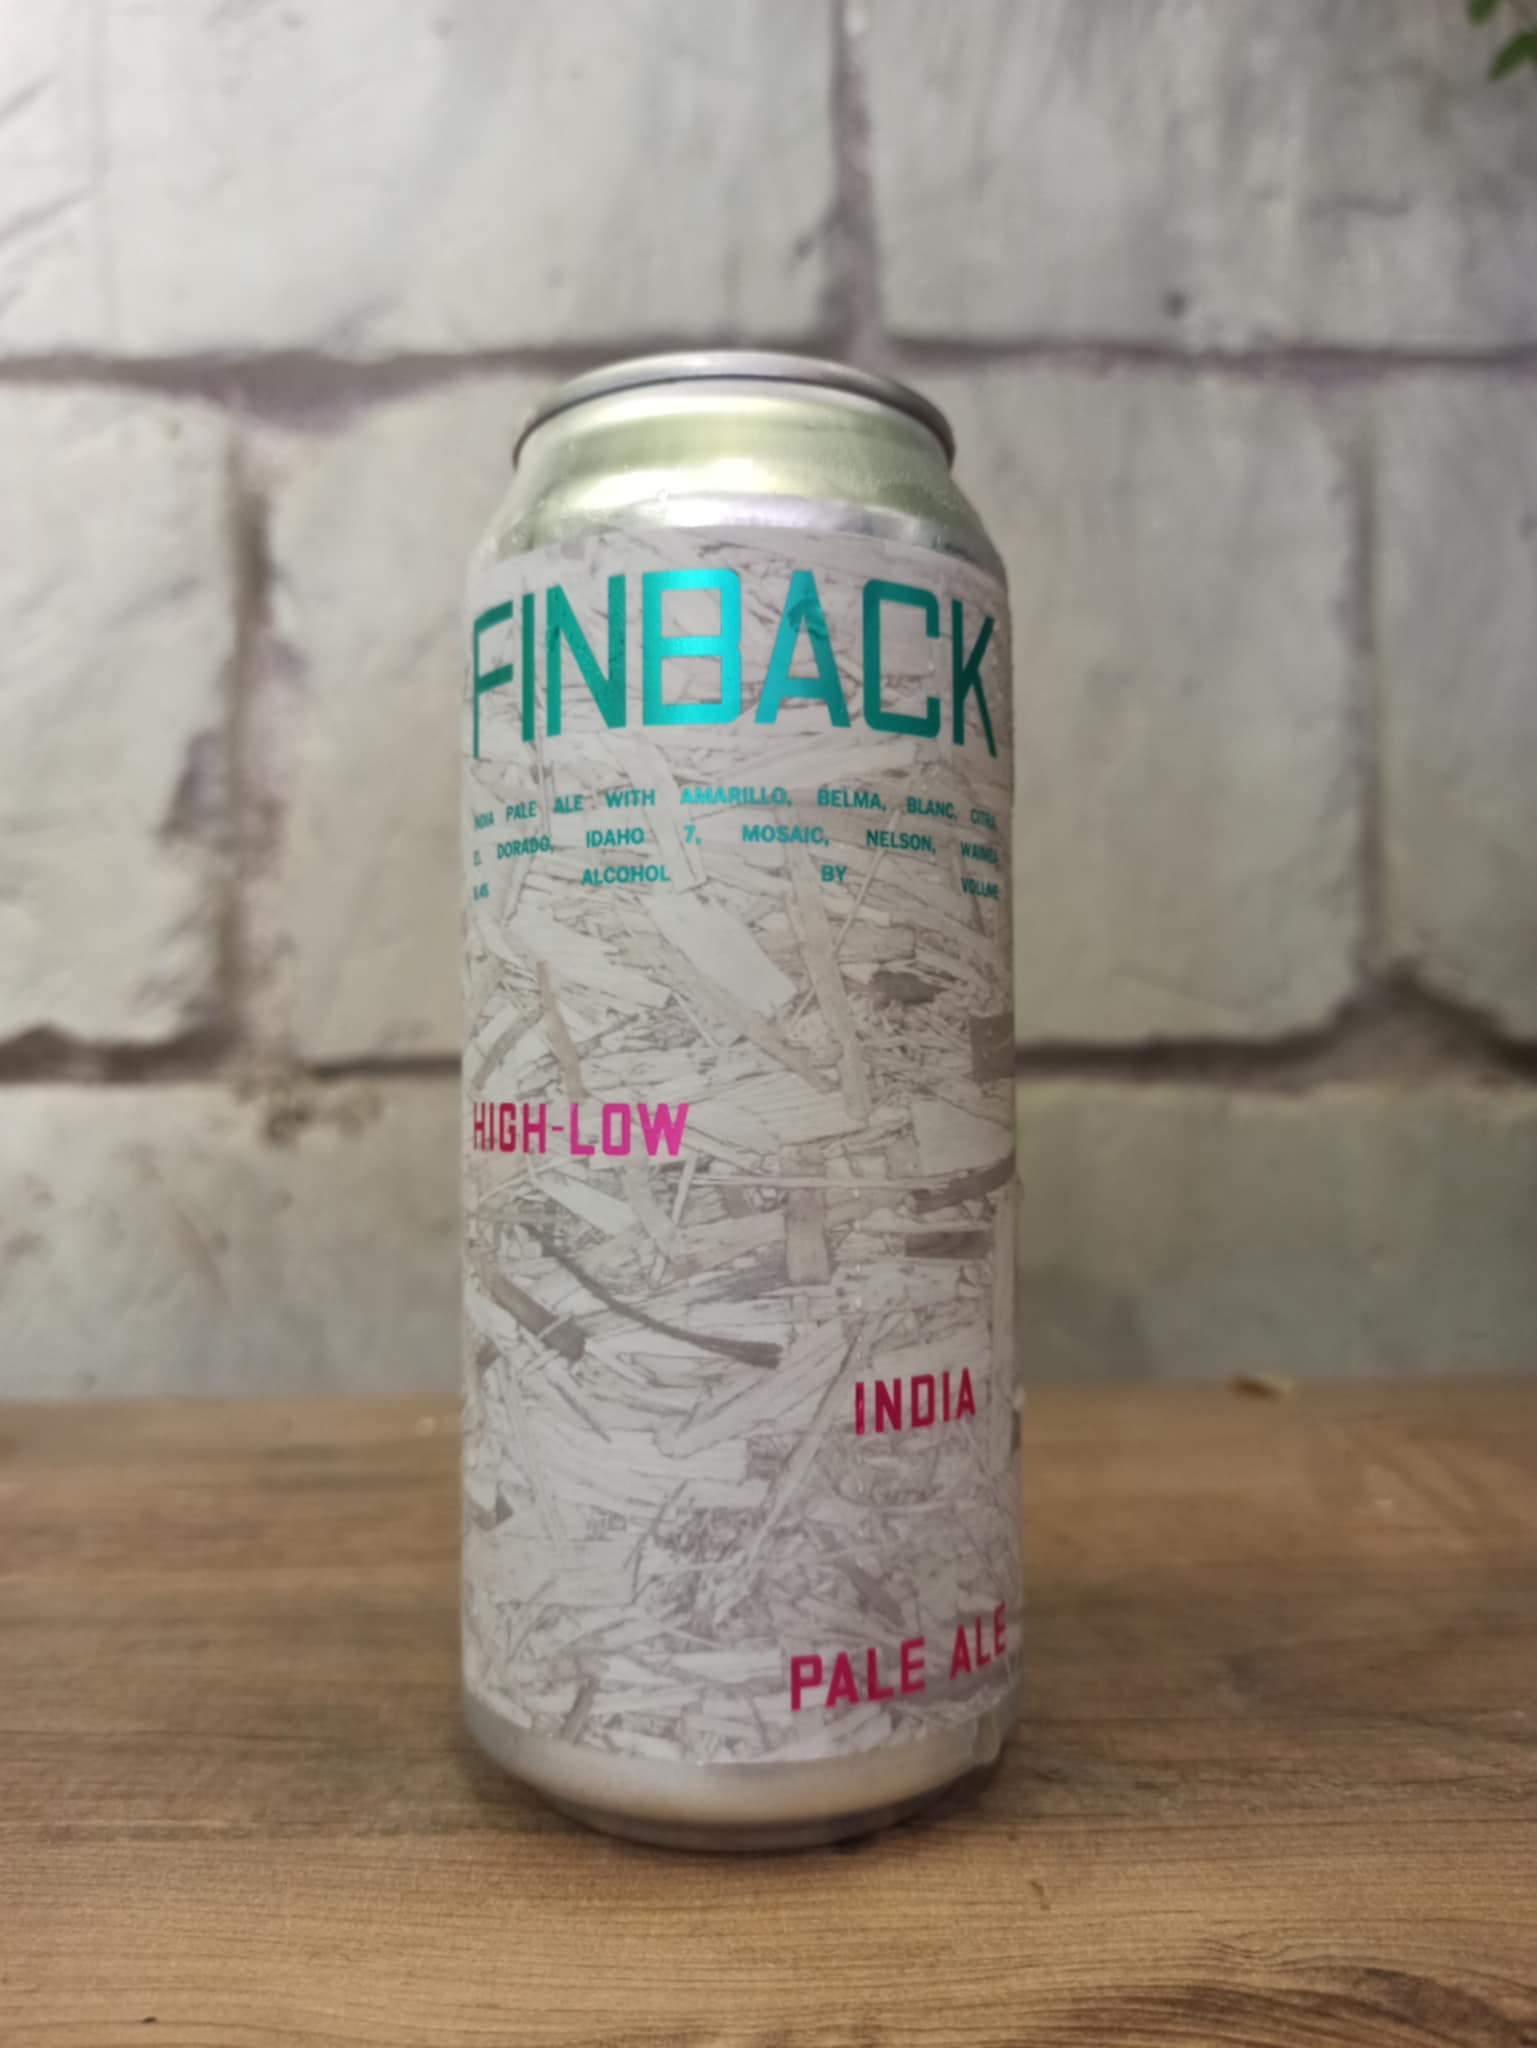 FINBACK
INDIA PALE ALE WITH AMARILLO, BELMA, BLANC, CITRA,
EL DORADO, IDAHO 7, MOSAIC, NELSON, WAIMEA
ALCOHOL BY VOLUME
HIGH-LOW
INDIA
PALE ALE